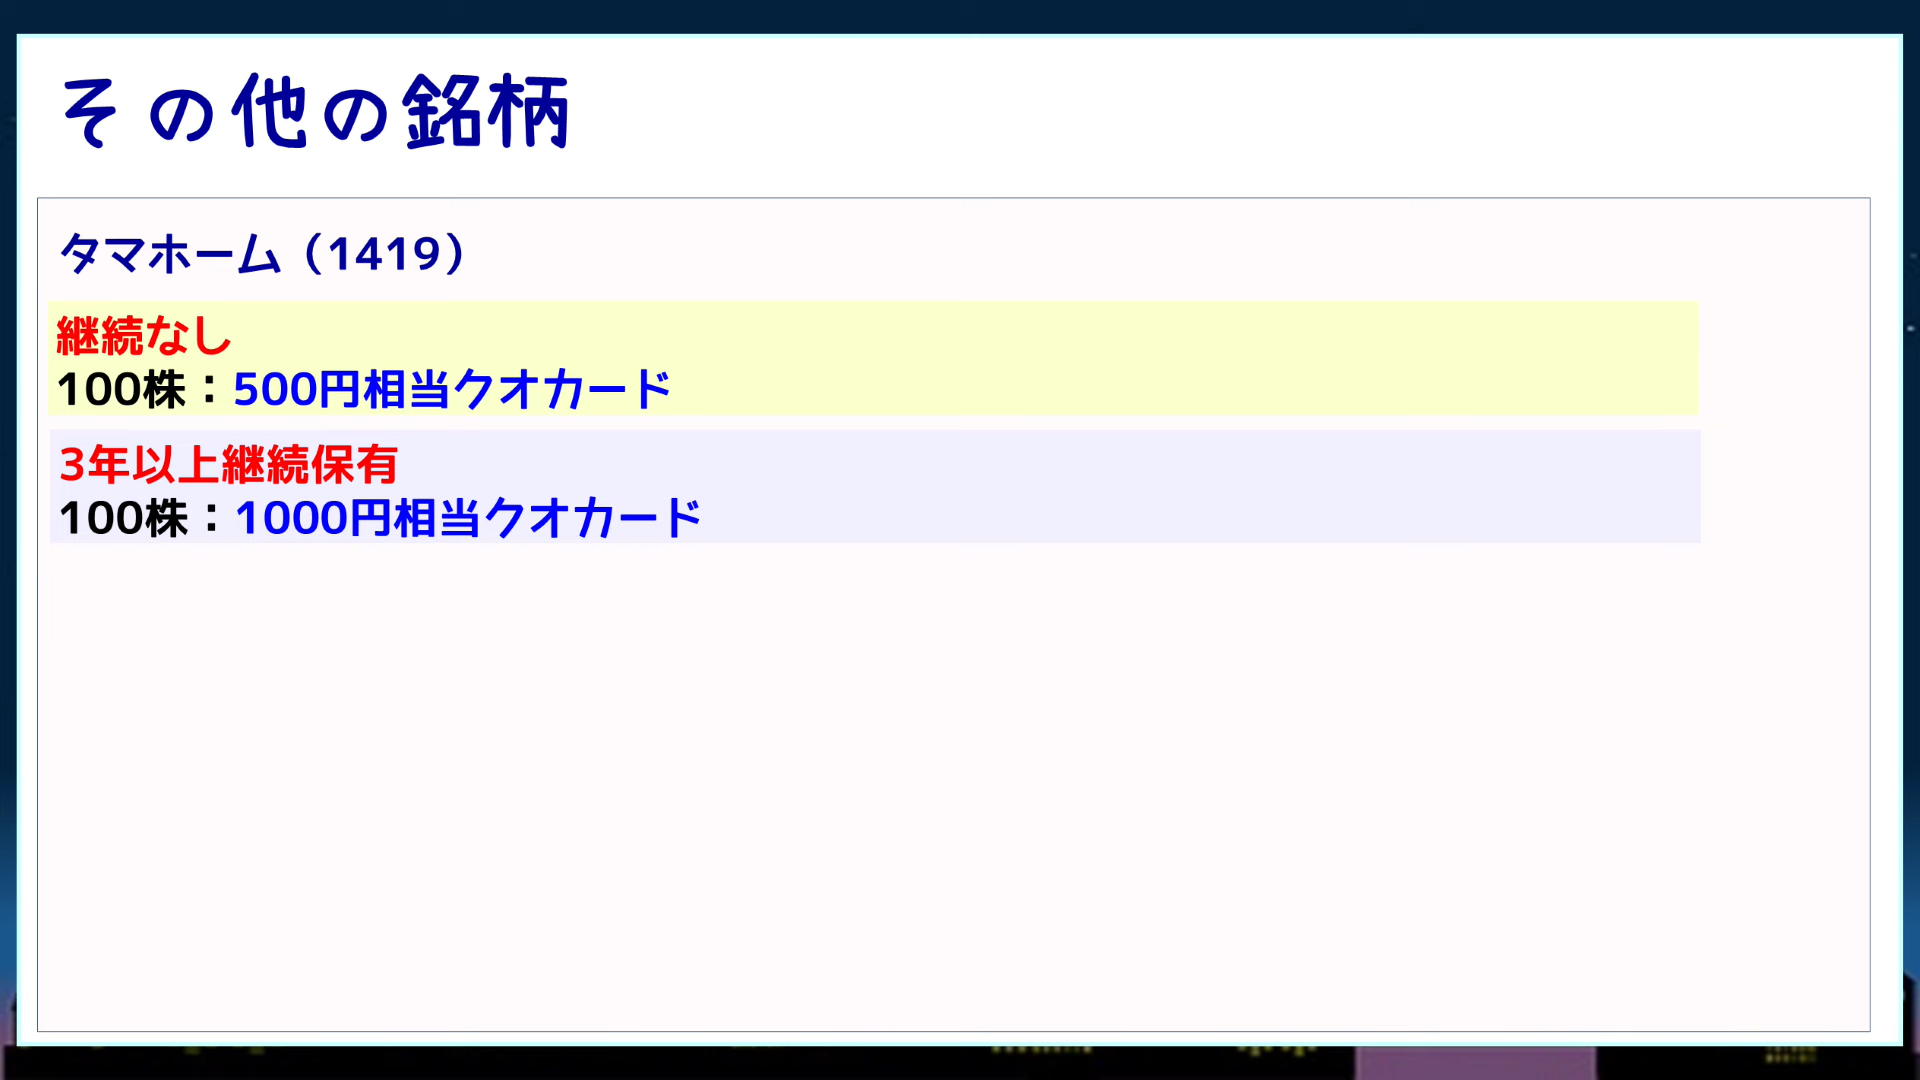 その他の銘柄
タマホーム（1419）
継続なし
100株：500円相当クオカード
3年以上継続保有
100株：1000円相当クオカード